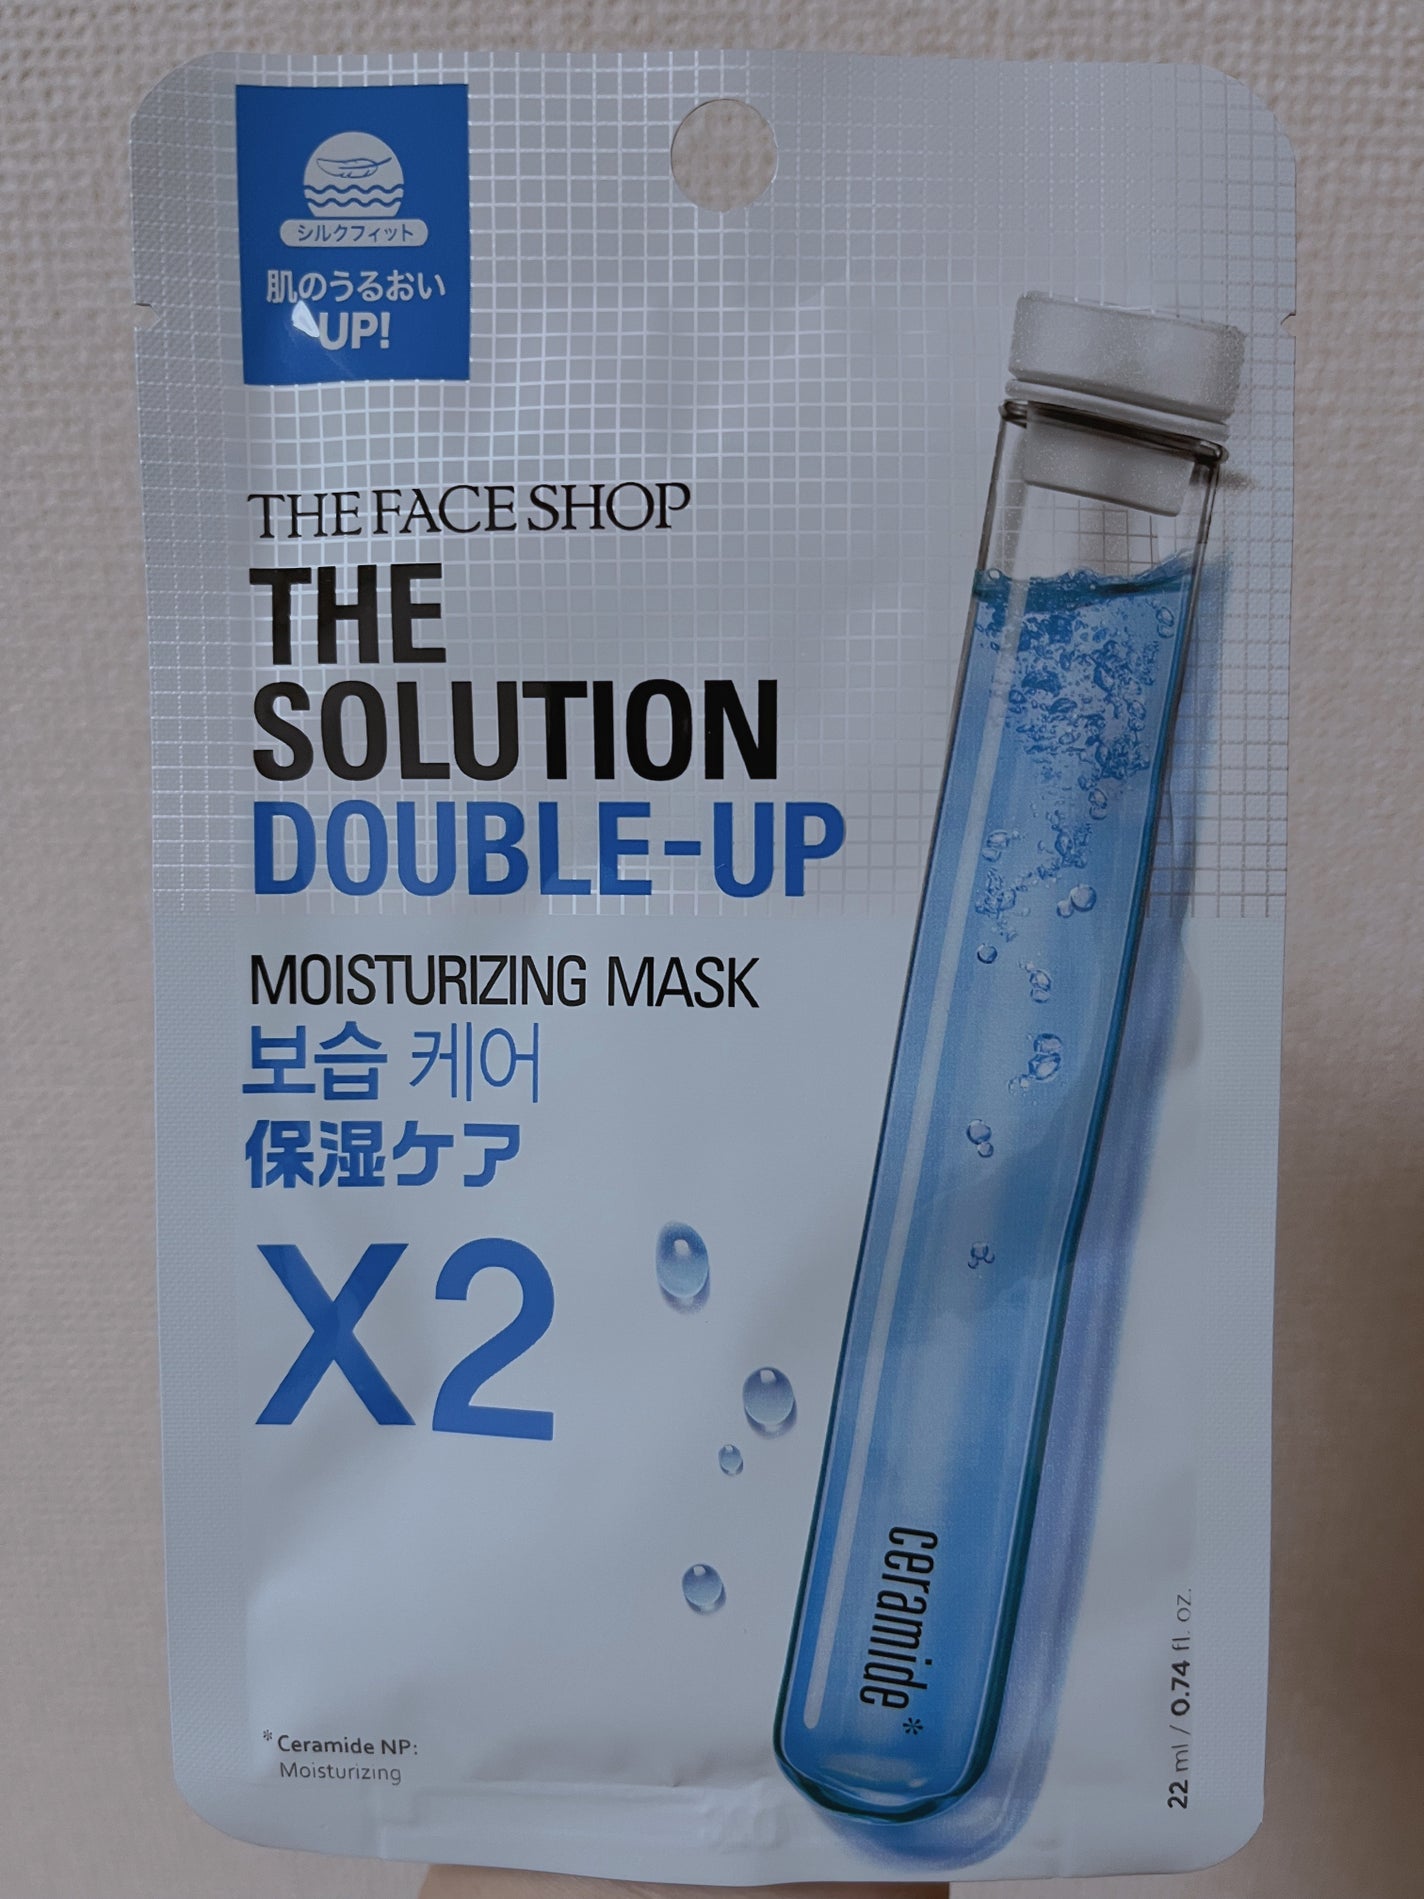 シルクフィット
肌のうるおい
UP!
THE FACE SHOP
THE
SOLUTION
DOUBLE-UP
MOISTURIZING MASK
보습 케어
保湿ケア
X2
ceramide*
*Ceramide NP:
Moisturizing
22 ml / 0.74 fl. oz.